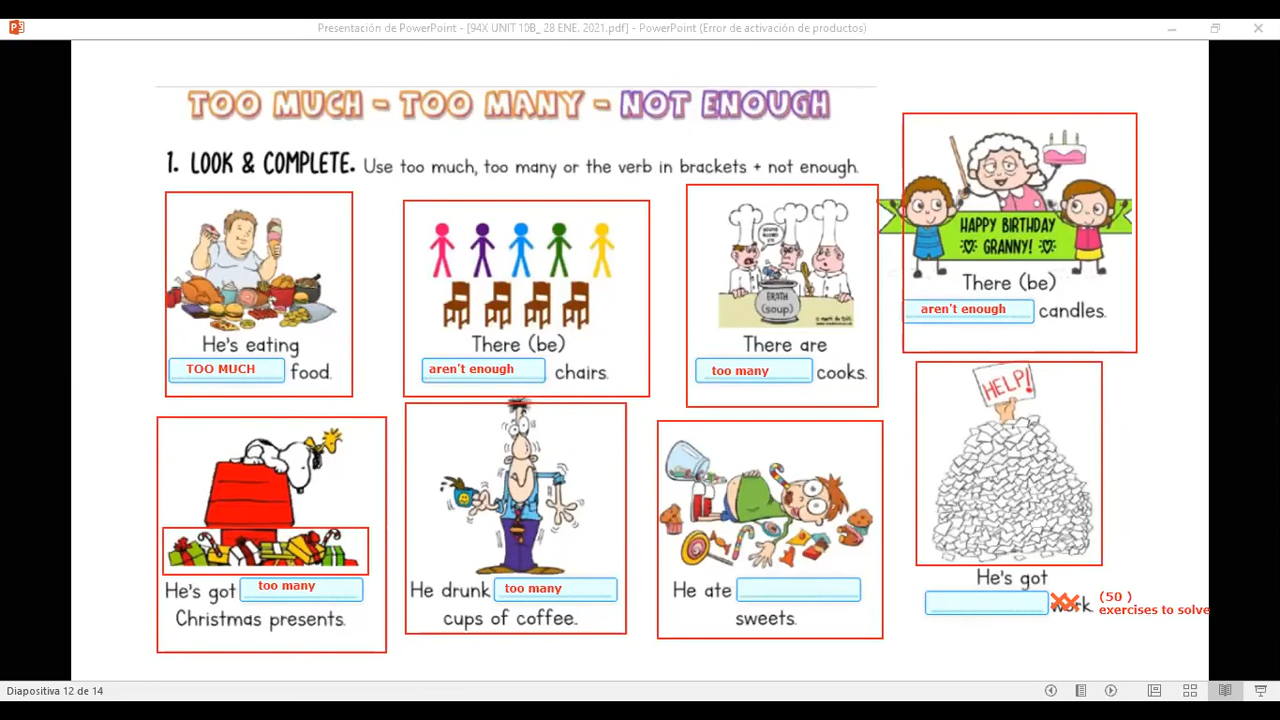 Presentación de PowerPoint - [94X UNIT 10B_ 28 ENE. 2021.pdf] - PowerPoint (Error de activación de productos)
TOO MUCH - TOO MANY - NOT ENOUGH
1. LOOK & COMPLETE. Use too much, too many or the verb in brackets + not enough.
He's eating
TOO MUCH food.
There (be)
aren't enough chairs.
BROTH
(soup)
There are
too many cooks.
HAPPY BIRTHDAY
GRANNY!
There (be)
aren't enough candles.
He's got too many
Christmas presents.
He drunk too many
cups of coffee.
He ate
sweets.
HELP!
He's got
work. (50 )
exercises to solve
Diapositiva 12 de 14